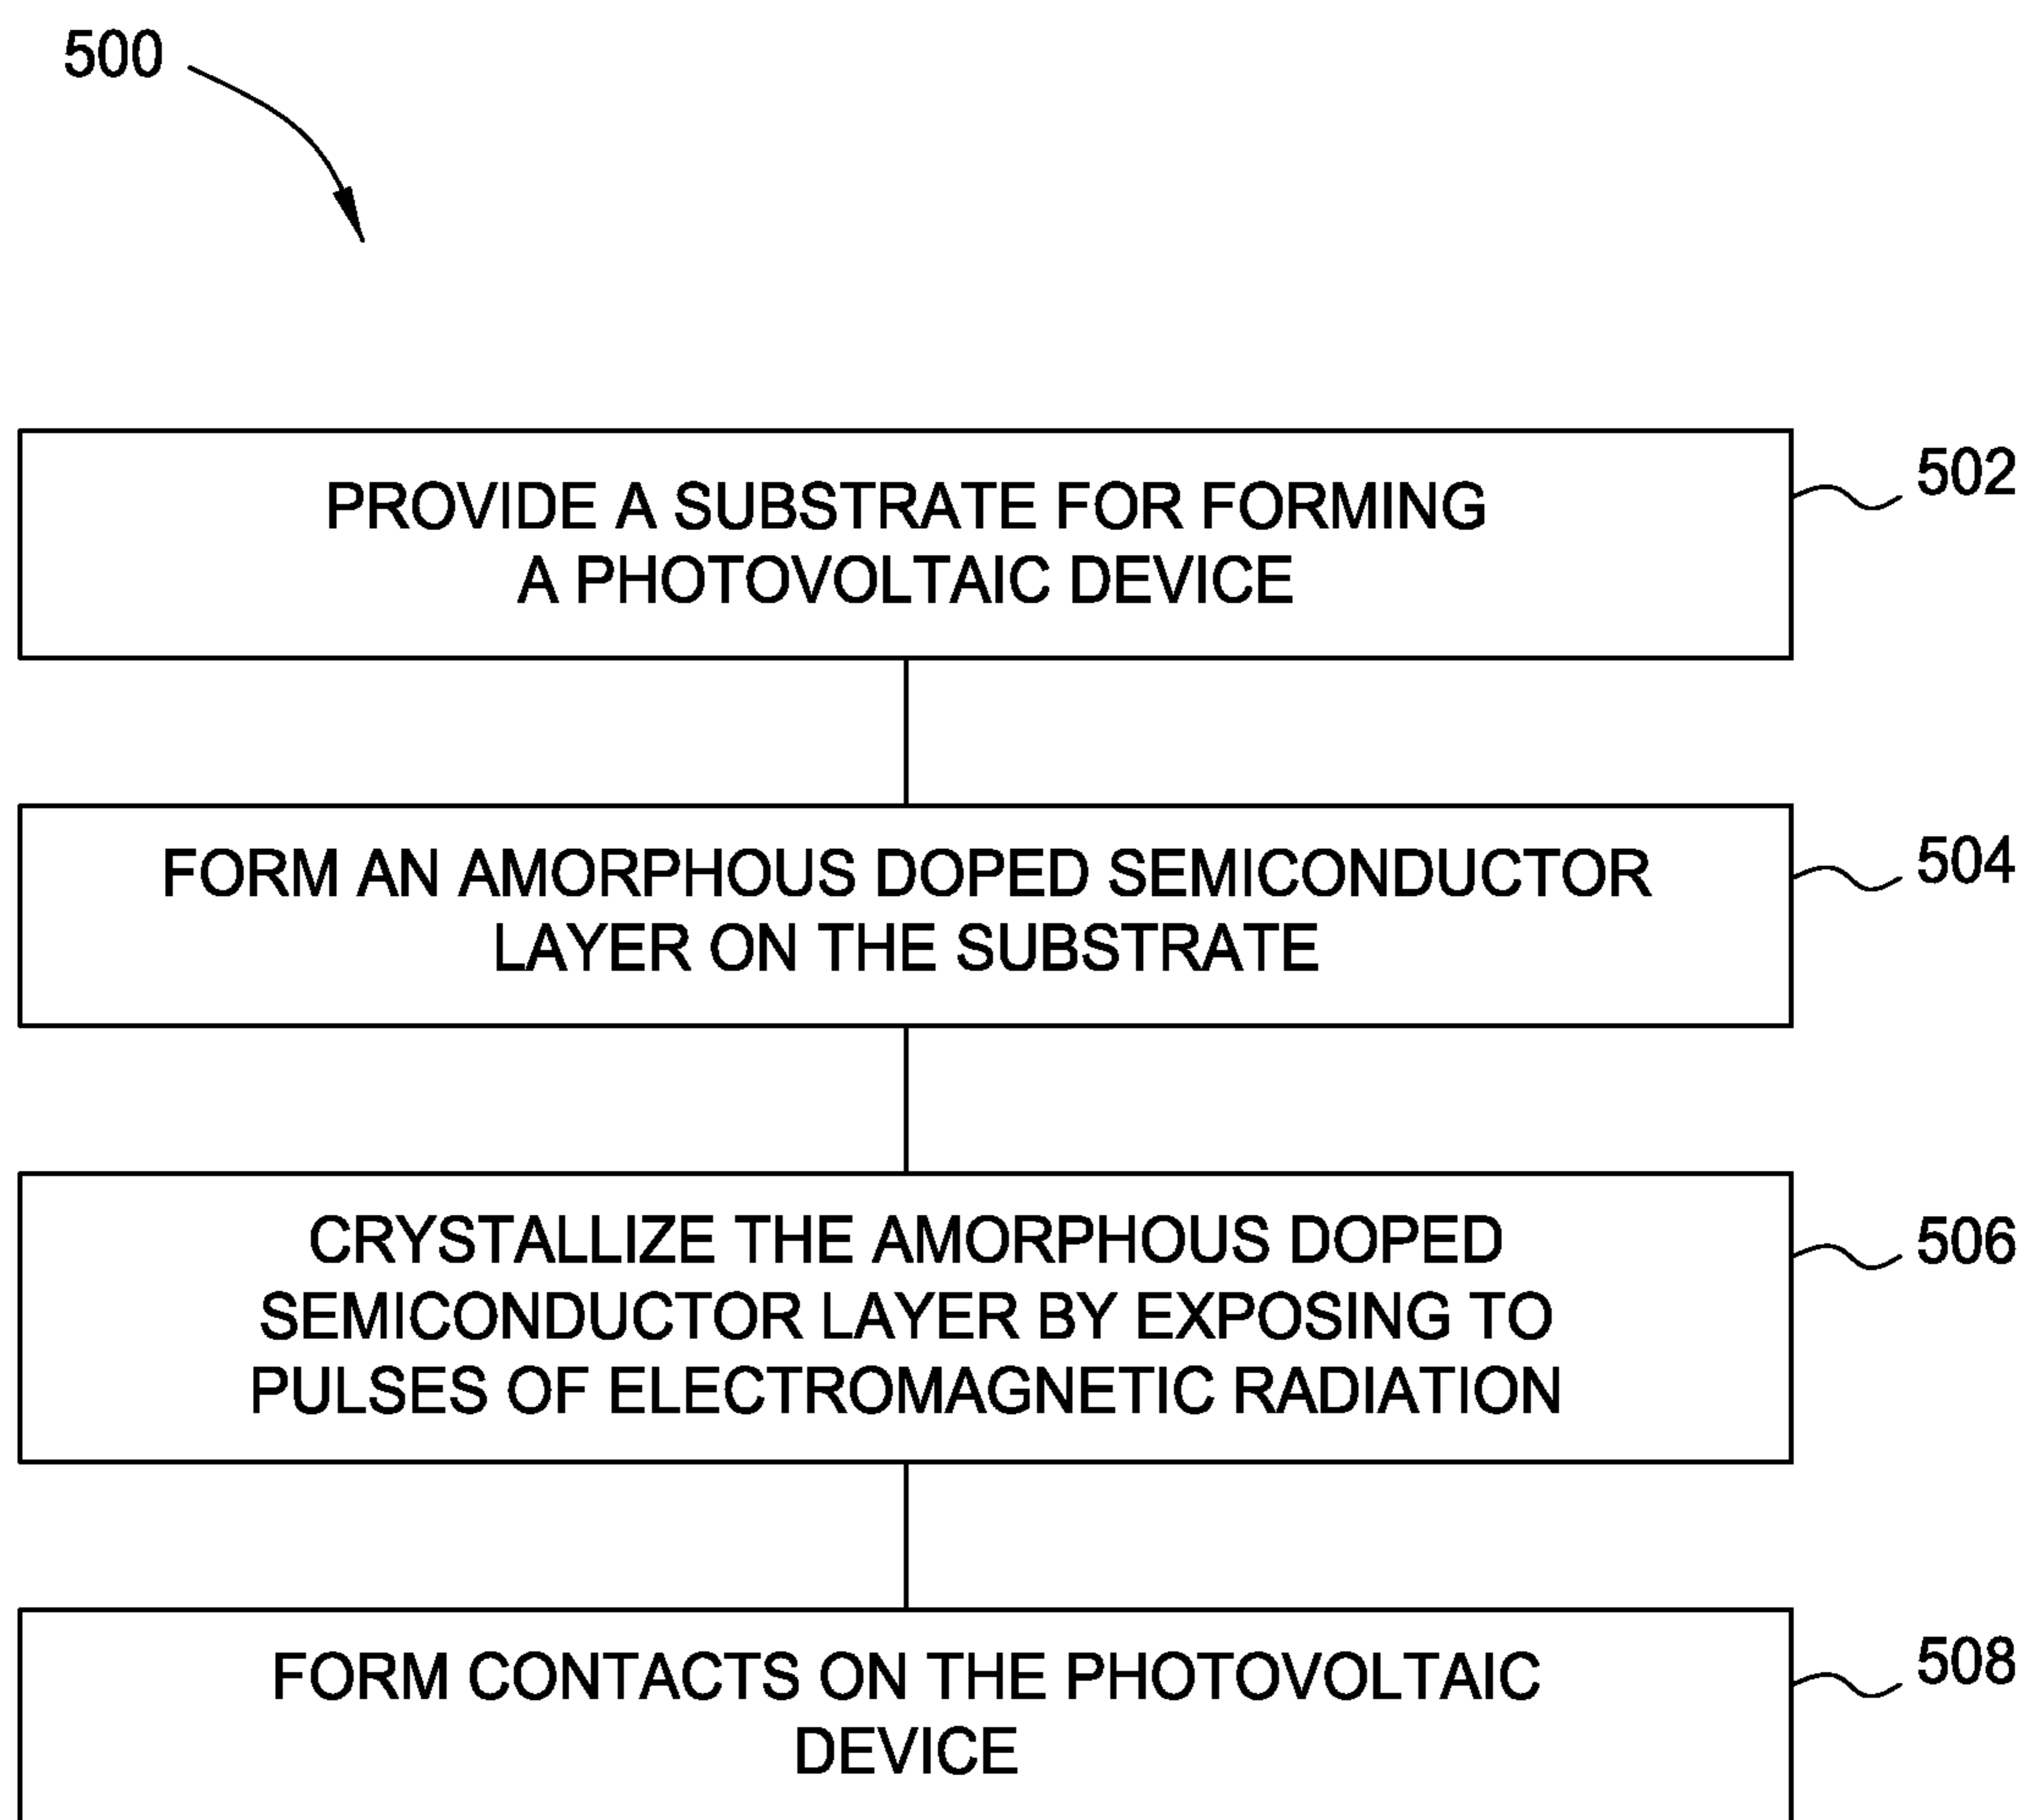 500
PROVIDE A SUBSTRATE FOR FORMING
A PHOTOVOLTAIC DEVICE
502
FORM AN AMORPHOUS DOPED SEMICONDUCTOR
LAYER ON THE SUBSTRATE
504
CRYSTALLIZE THE AMORPHOUS DOPED
SEMICONDUCTOR LAYER BY EXPOSING TO
PULSES OF ELECTROMAGNETIC RADIATION
506
FORM CONTACTS ON THE PHOTOVOLTAIC
DEVICE
508